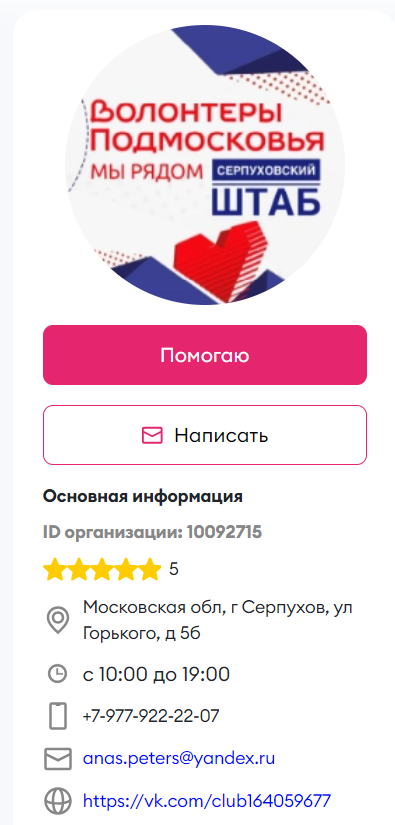 ВОЛОНТЕРЫ
ПОДМОСКОВЬЯ
МЫ РЯДОМ СЕРПУХОВСКИЙ
ШТАБ
Помогаю
Написать
Основная информация
ID организации: 10092715
5
Московская обл, г Серпухов, ул
Горького, д 5б
с 10:00 до 19:00
+7-977-922-22-07
anas.peters@yandex.ru
https://vk.com/club164059677